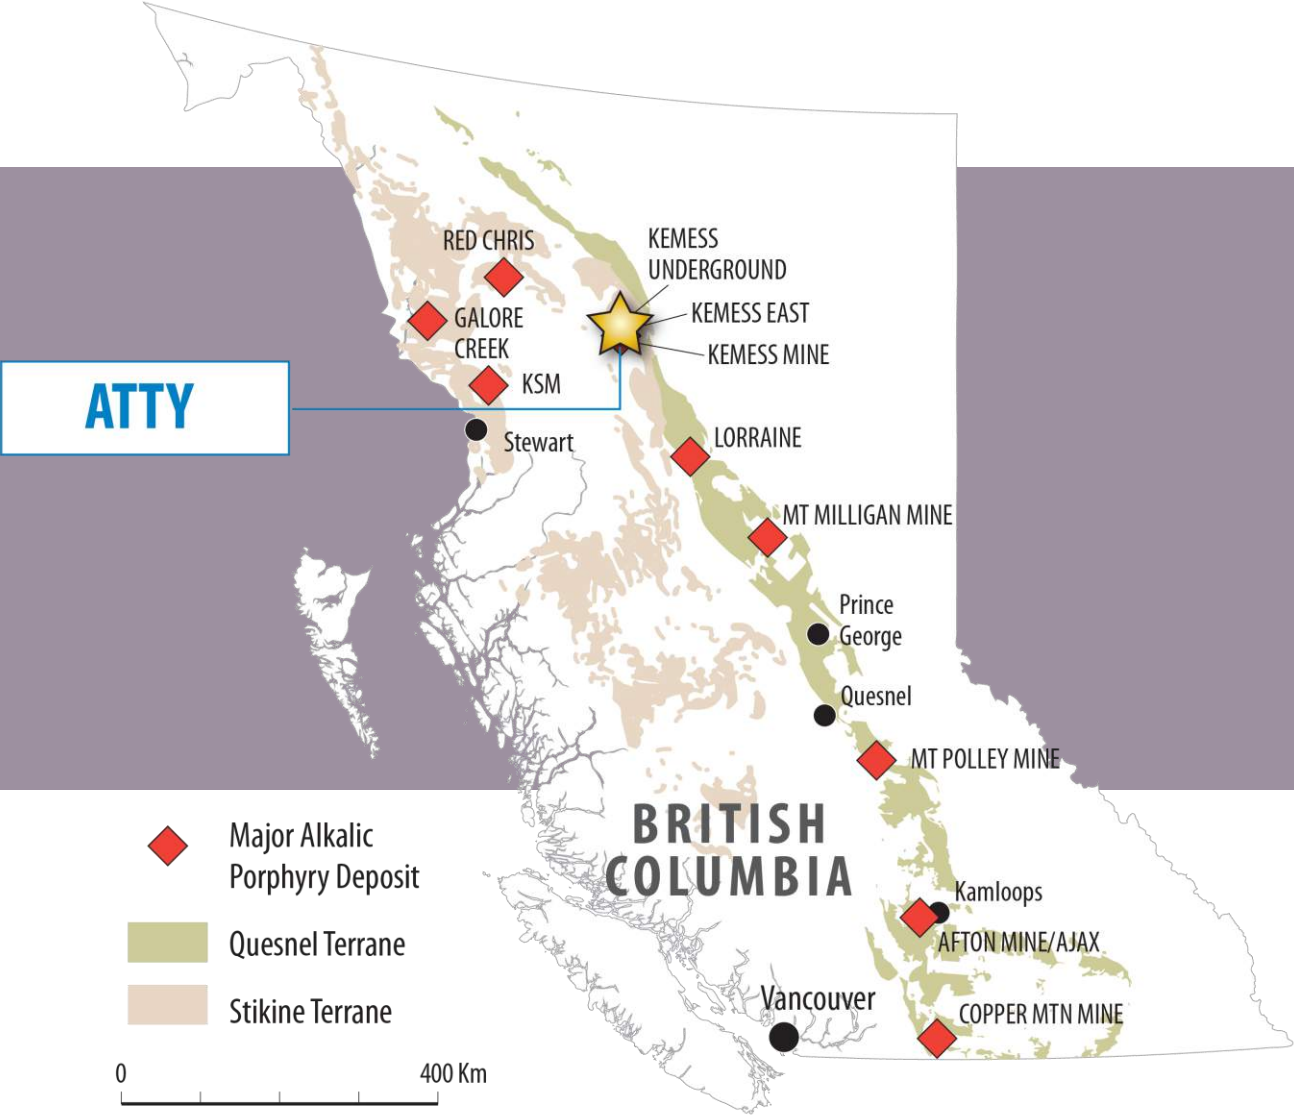 RED CHRIS
KEMESS
UNDERGROUND
KEMESS EAST
GALORE
CREEK
KEMESS MINE
KSM
ATTY
Stewart
LORRAINE
MT MILLIGAN MINE
Prince
George
Quesnel
MT POLLEY MINE
BRITISH
COLUMBIA
Major Alkalic
Porphyry Deposit
Kamloops
Quesnel Terrane
AFTON MINE/AJAX
Stikine Terrane
Vancouver
COPPER MTN MINE
0 400 Km